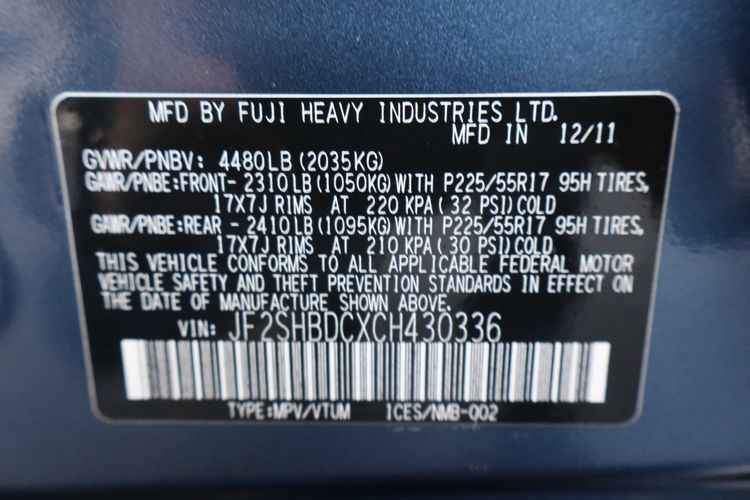 MFD BY FUJI HEAVY INDUSTRIES LTD.
MFD IN 12/11
GVWR/PNBV: 4480LB (2035KG)
GAWR/PNBE:FRONT- 2310LB (1050KG) WITH P225/55R17 95H TIRES,
17X7J RIMS AT 220 KPA ( 32 PSI) COLD
GAWR/PNBE:REAR - 2410LB (1095KG) WITH P225/55R17 95H TIRES,
17X7J RIMS AT 210 KPA ( 30 PSI) COLD
THIS VEHICLE CONFORMS TO ALL APPLICABLE FEDERAL MOTOR
VEHICLE SAFETY AND THEFT PREVENTION STANDARDS IN EFFECT ON
THE DATE OF MANUFACTURE SHOWN ABOVE.
VIN: JF2SHBDCXCH430336
TYPE:MPV/VTUM ICES/NMB-002